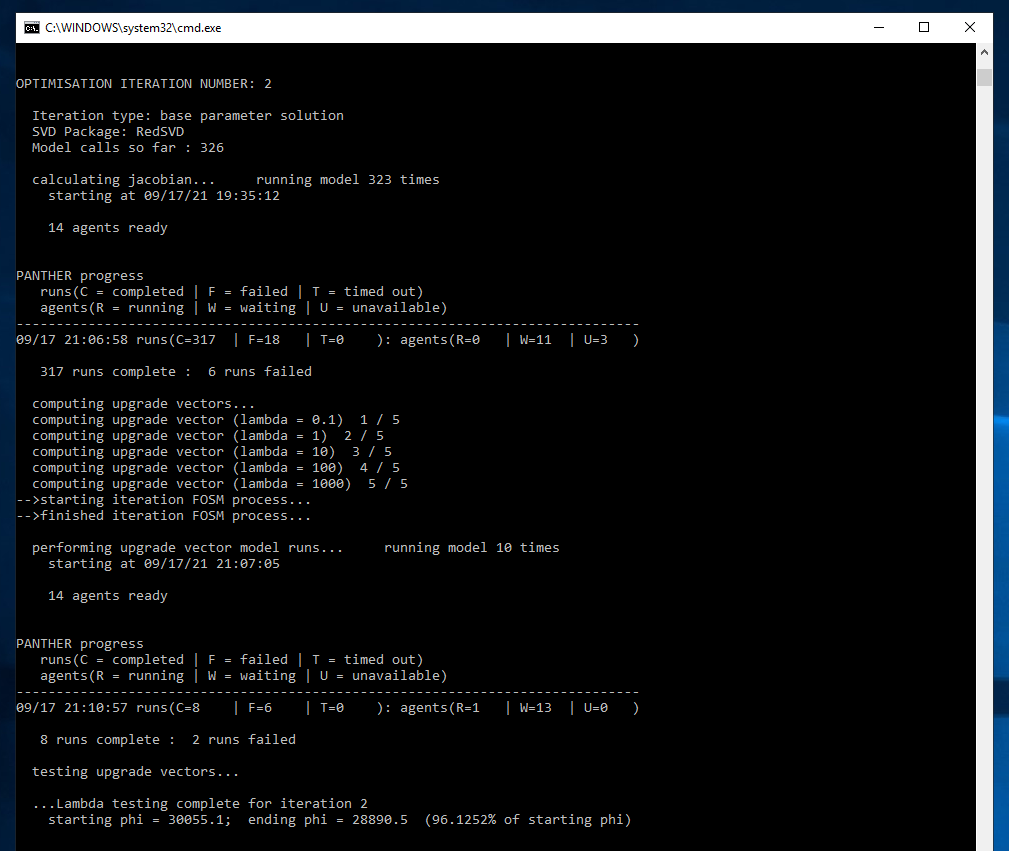 C:\WINDOWS\system32\cmd.exe
OPTIMISATION ITERATION NUMBER: 2
Iteration type: base parameter solution
SVD Package: RedSVD
Model calls so far : 326
calculating jacobian...     running model 323 times
starting at 09/17/21 19:35:12
14 agents ready
PANTHER progress
runs(C = completed | F = failed | T = timed out)
agents(R = running | W = waiting | U = unavailable)
------------------------------------------------------------------------------
09/17 21:06:58 runs(C=317  | F=18   | T=0    ): agents(R=0   | W=11  | U=3   )
317 runs complete :  6 runs failed
computing upgrade vectors...
computing upgrade vector (lambda = 0.1)  1 / 5
computing upgrade vector (lambda = 1)  2 / 5
computing upgrade vector (lambda = 10)  3 / 5
computing upgrade vector (lambda = 100)  4 / 5
computing upgrade vector (lambda = 1000)  5 / 5
-->starting iteration FOSM process...
-->finished iteration FOSM process...
performing upgrade vector model runs...     running model 10 times
starting at 09/17/21 21:07:05
14 agents ready
PANTHER progress
runs(C = completed | F = failed | T = timed out)
agents(R = running | W = waiting | U = unavailable)
------------------------------------------------------------------------------
09/17 21:10:57 runs(C=8    | F=6    | T=0    ): agents(R=1   | W=13  | U=0   )
8 runs complete :  2 runs failed
testing upgrade vectors...
...Lambda testing complete for iteration 2
starting phi = 30055.1;  ending phi = 28890.5  (96.1252% of starting phi)